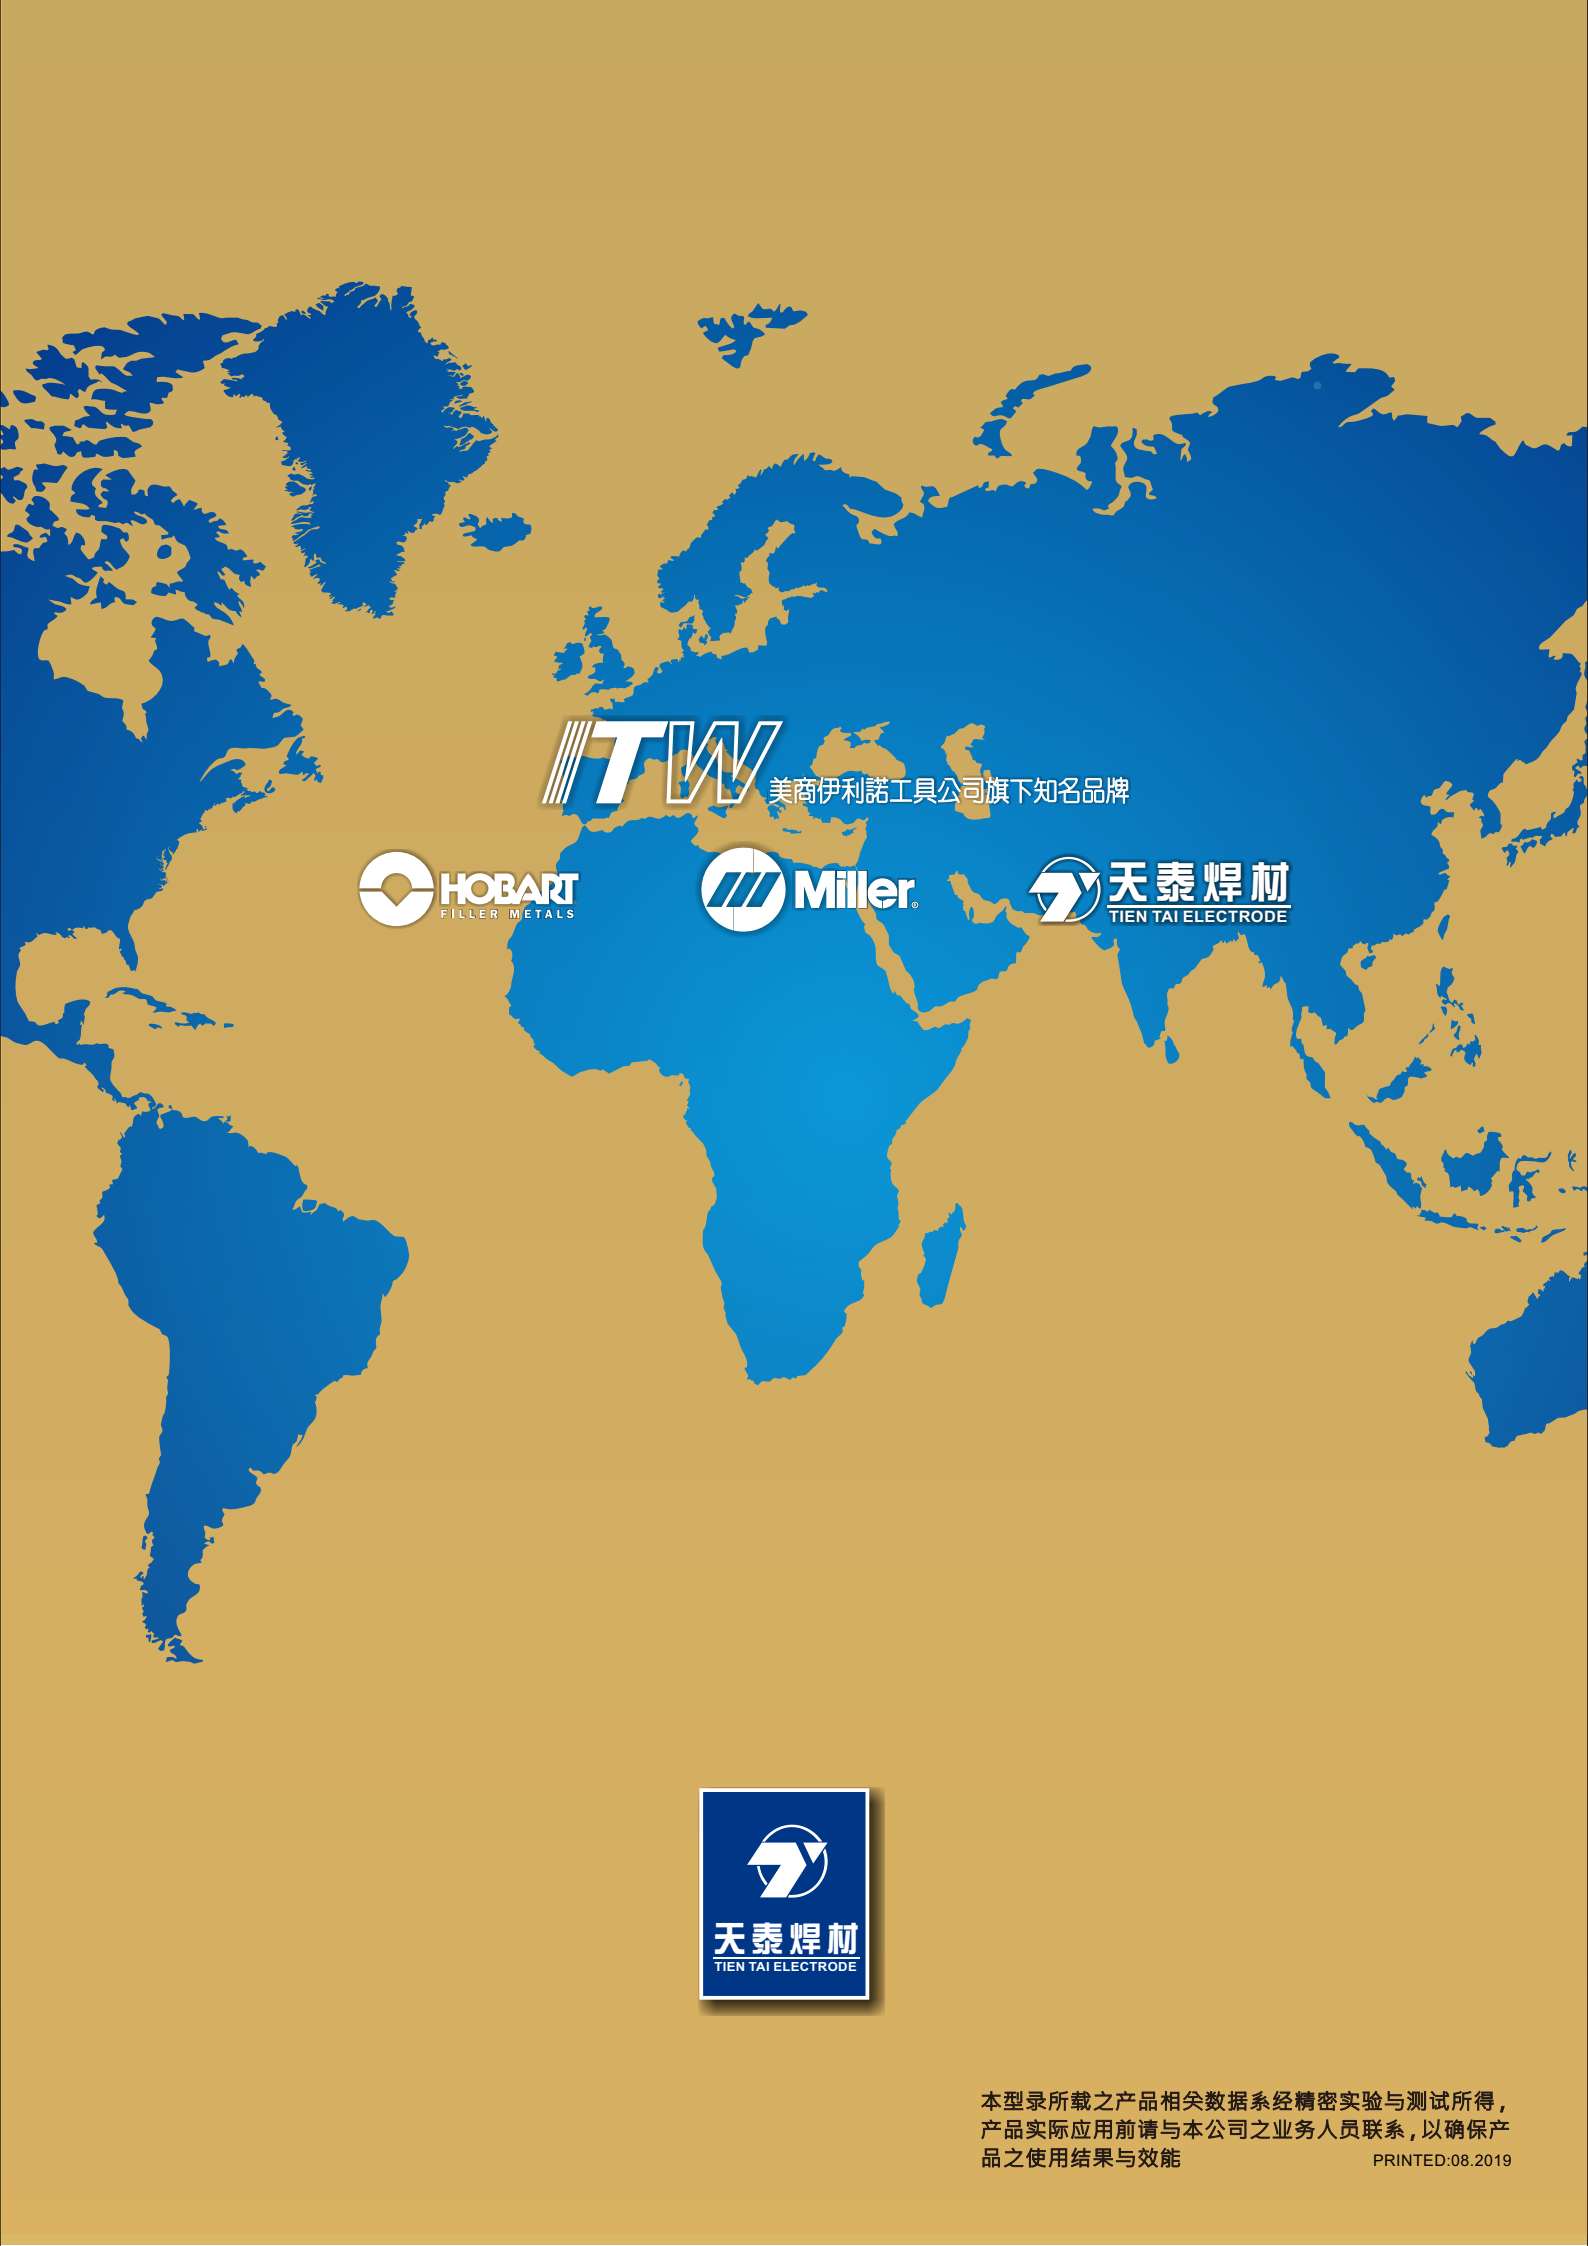 ITW
美商伊利諾工具公司旗下知名品牌
HOBART
FILLER METALS
Miller®
天泰焊材
TIEN TAI ELECTRODE
天泰焊材
TIEN TAI ELECTRODE
本型录所载之产品相关数据系经精密实验与测试所得，
产品实际应用前请与本公司之业务人员联系，以确保产
品之使用结果与效能
PRINTED:08.2019